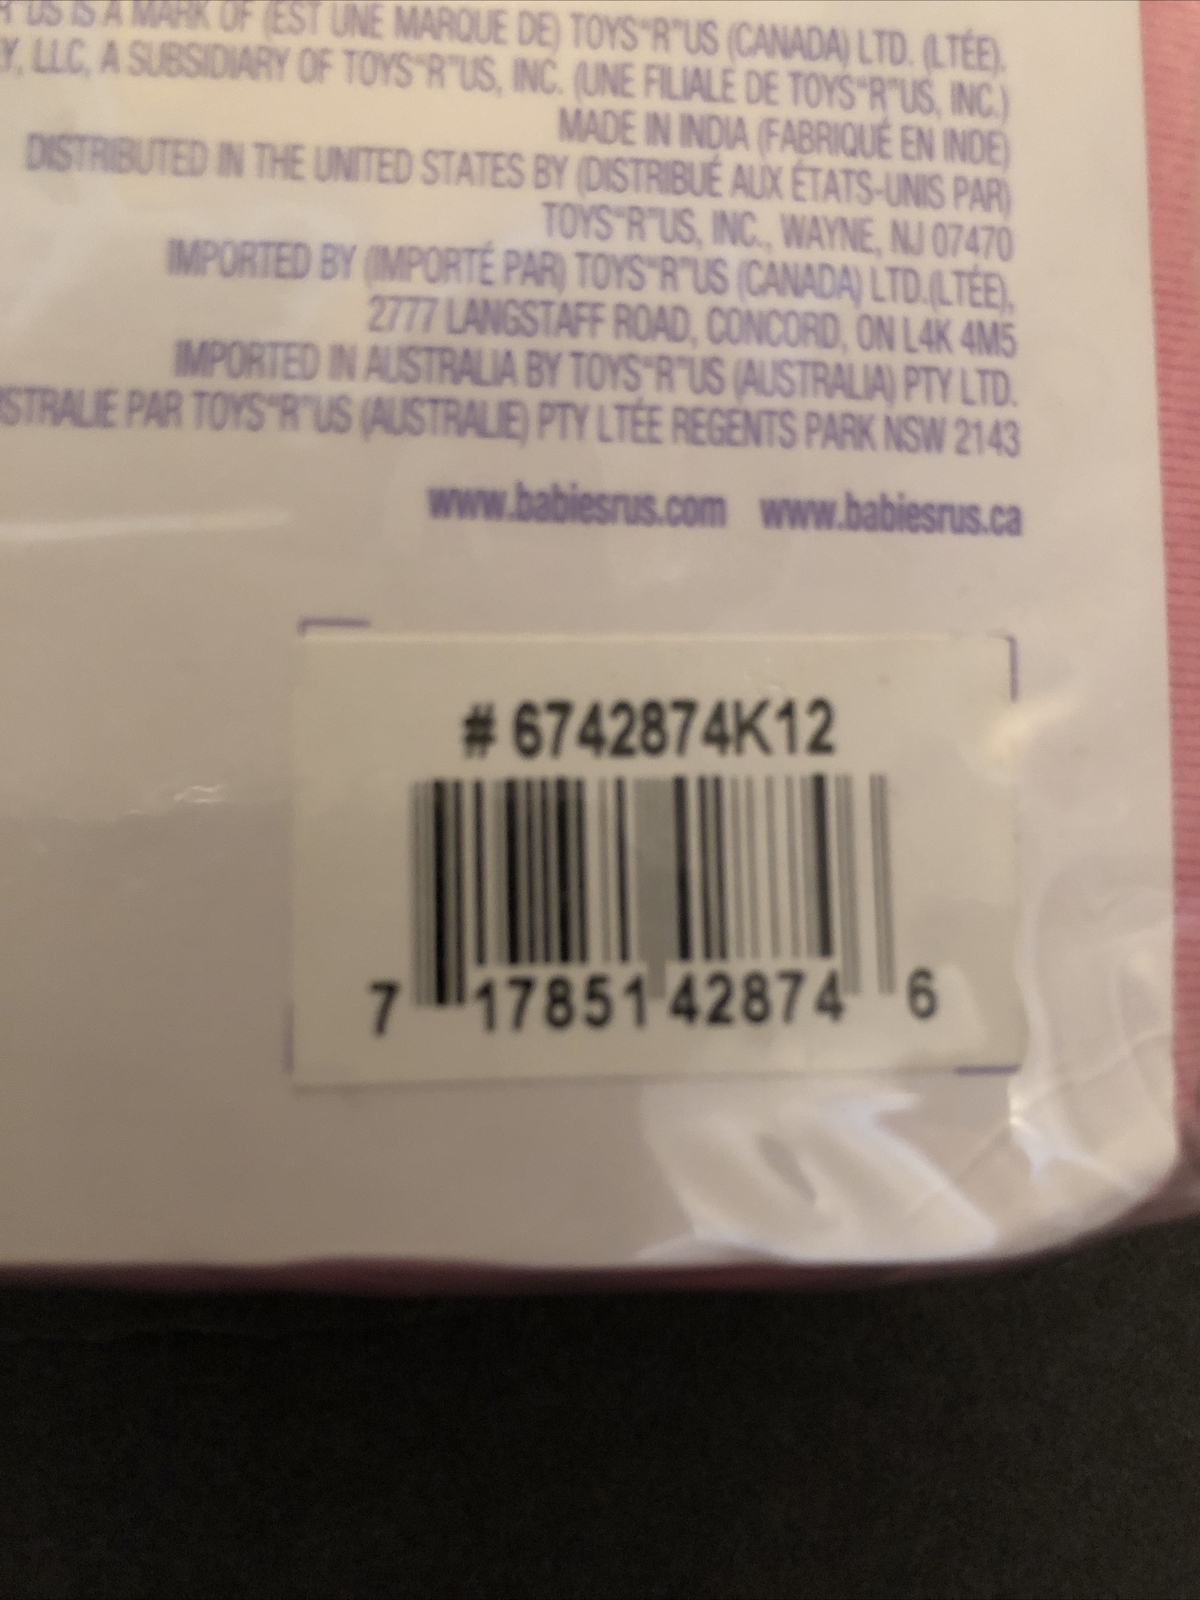 "US IS A MARK OF (EST UNE MARQUE DE) TOYS"R"US (CANADA) LTD. (LTÉE).
Y, LLC, A SUBSIDIARY OF TOYS"R"US, INC. (UNE FILIALE DE TOYS"R"US, INC.)
MADE IN INDIA (FABRIQUÉ EN INDE)
DISTRIBUTED IN THE UNITED STATES BY (DISTRIBUÉ AUX ÉTATS-UNIS PAR)
TOYS"R"US, INC., WAYNE, NJ 07470
IMPORTED BY (IMPORTÉ PAR) TOYS"R"US (CANADA) LTD.(LTÉE),
2777 LANGSTAFF ROAD, CONCORD, ON L4K 4M5
IMPORTED IN AUSTRALIA BY TOYS"R"US (AUSTRALIA) PTY LTD.
STRALIE PAR TOYS"R"US (AUSTRALIE) PTY LTÉE REGENTS PARK NSW 2143
www.babiesrus.com www.babiesrus.ca
# 6742874K12
7 17851 42874 6